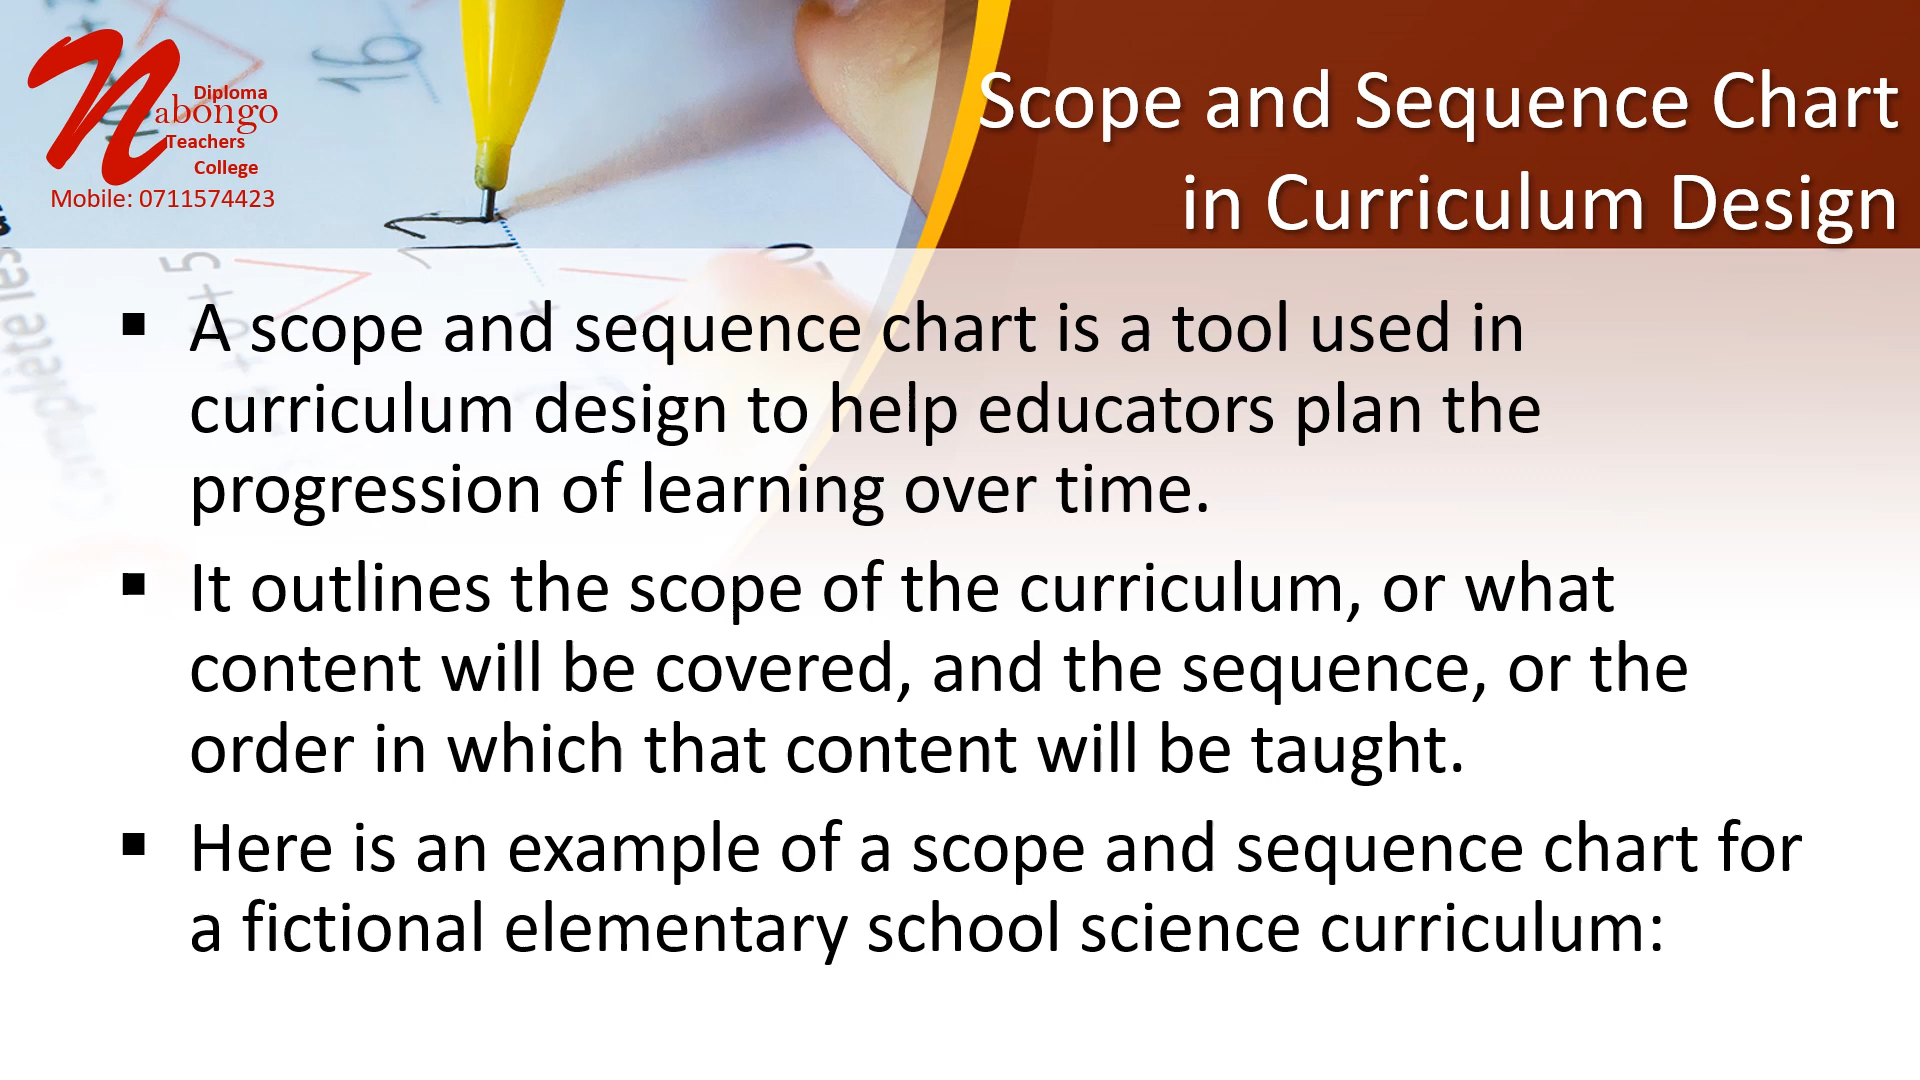 Diploma
Nabongo
Teachers
College
Mobile: 0711574423
16
Scope and Sequence Chart
in Curriculum Design
▪ A scope and sequence chart is a tool used in
curriculum design to help educators plan the
progression of learning over time.
▪ It outlines the scope of the curriculum, or what
content will be covered, and the sequence, or the
order in which that content will be taught.
▪ Here is an example of a scope and sequence chart for
a fictional elementary school science curriculum: